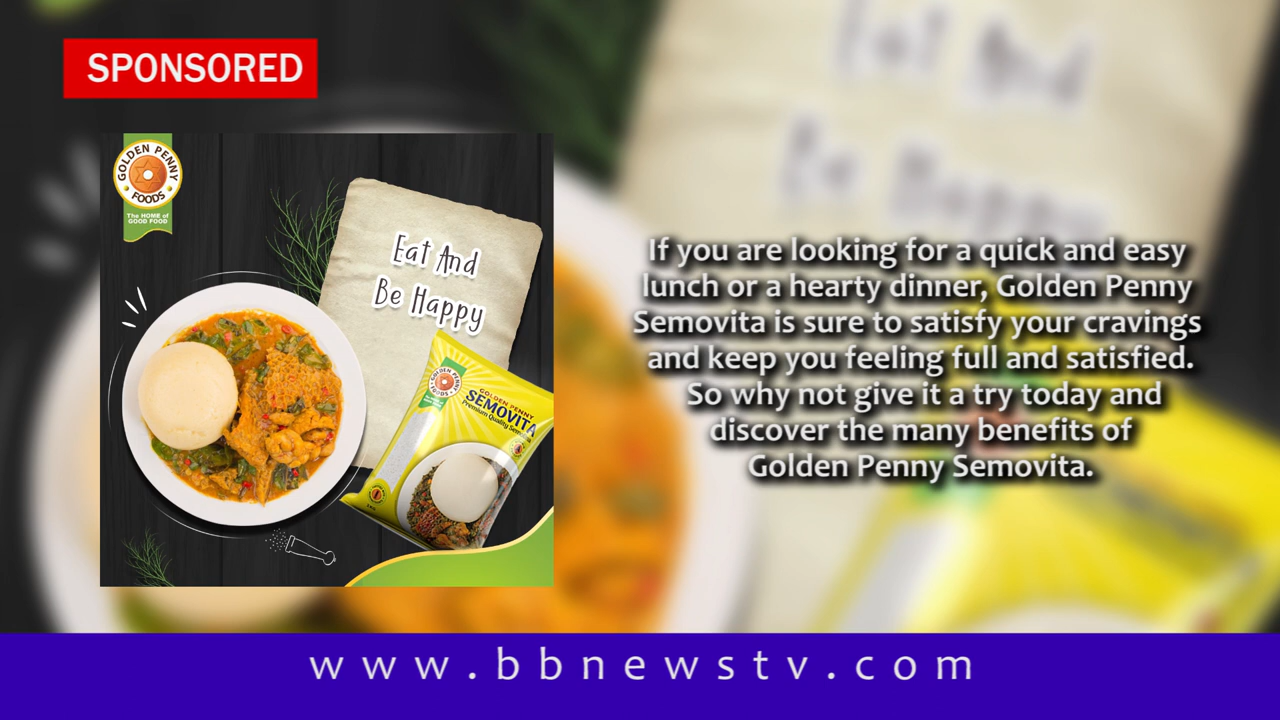 SPONSORED
GOLDEN PENNY
FOODS
The HOME of
GOOD FOOD
Eat And
Be Happy
GOLDEN PENNY
SEMOVITA
Premium Quality
If you are looking for a quick and easy
lunch or a hearty dinner, Golden Penny
Semovita is sure to satisfy your cravings
and keep you feeling full and satisfied.
So why not give it a try today and
discover the many benefits of
Golden Penny Semovita.
www.bbnewstv.com